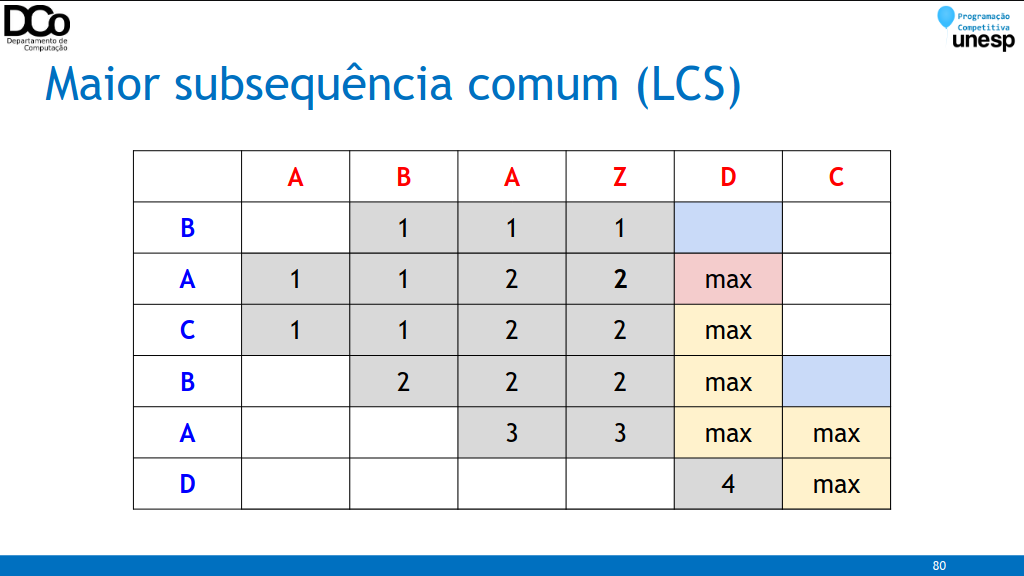 DCo
Departamento de
Computação
Programação
Competitiva
unesp
Maior subsequência comum (LCS)
A B A Z D C
B 1 1 1
A 1 1 2 2 max
C 1 1 2 2 max
B 2 2 2 max
A 3 3 max max
D 4 max
80